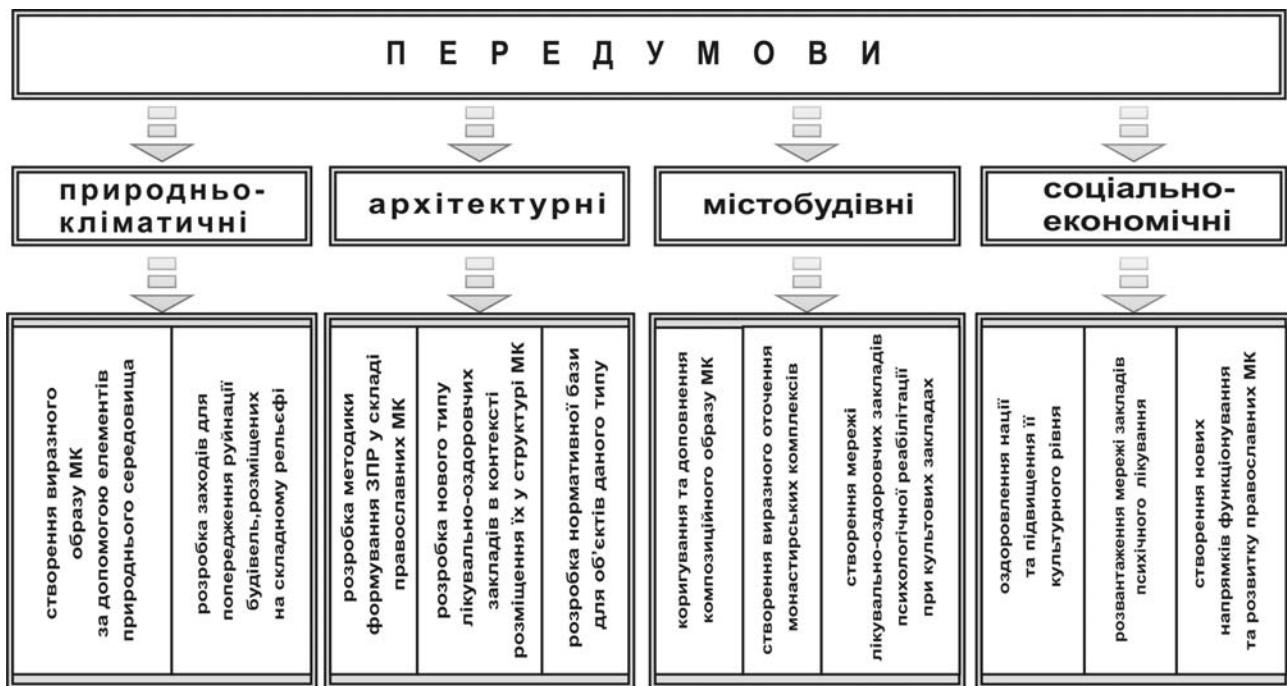 ПЕРЕДУМОВИ
природньо-
кліматичні
архітектурні
містобудівні
соціально-
економічні
створення виразного
образу МК
за допомогою елементів
природнього середовища
розробка заходів для
попередження руйнації
будівель,розміщених
на складному рельєфі
розробка методики
формування ЗПР у складі
православних МК
розробка нового типу
лікувально-оздоровчих
закладів в контексті
розміщення їх у структурі МК
розробка нормативної бази
для об'єктів даного типу
коригування та доповнення
композиційного образу МК
створення виразного оточення
монастирських комплексів
створення мережі
лікувально-оздоровчих закладів
психологічної реабілітації
при культових закладах
оздоровлення нації
та підвищення її
культурного рівня
розвантаження мережі закладів
психічного лікування
створення нових
напрямків функціонування
та розвитку православних МК